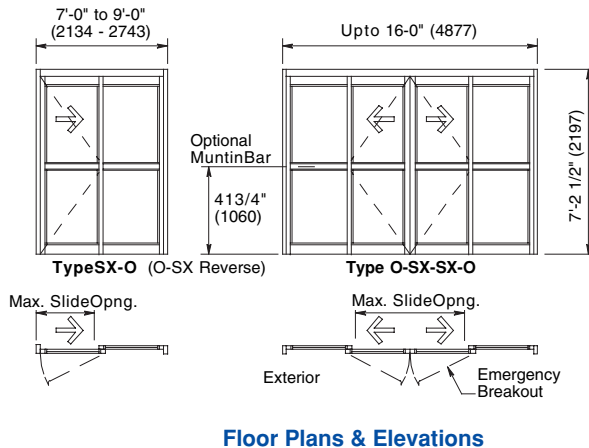 7'-0" to 9'-0"
(2134 - 2743)
Upto 16-0" (4877)
Optional
MuntinBar
413/4"
(1060)
7'-2 1/2" (2197)
TypeSX-O (O-SX Reverse)
Type O-SX-SX-O
Max. SlideOpng.
Max. SlideOpng.
Exterior
Emergency
Breakout
Floor Plans & Elevations